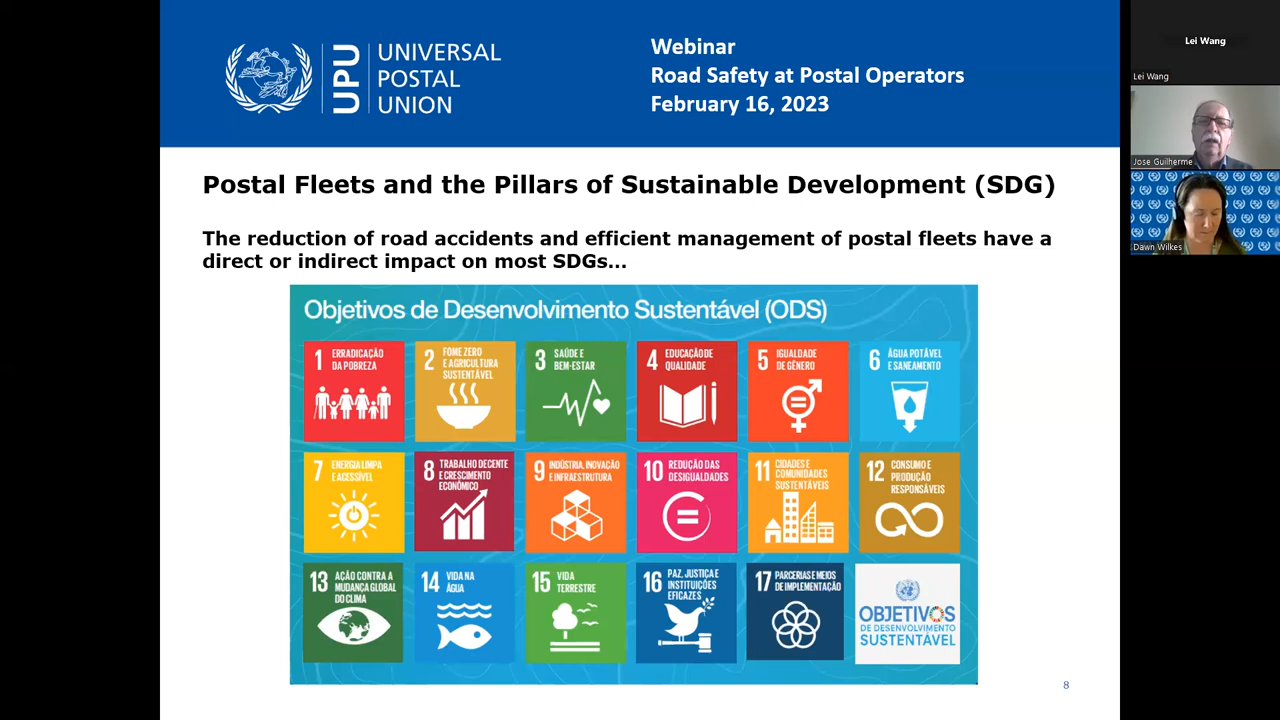 UPU
UNIVERSAL
POSTAL
UNION
Webinar
Road Safety at Postal Operators
February 16, 2023
Postal Fleets and the Pillars of Sustainable Development (SDG)
The reduction of road accidents and efficient management of postal fleets have a
direct or indirect impact on most SDGs...
Objetivos de Desenvolvimento Sustentável (ODS)
1 ERRADICAÇÃO
DA POBREZA
2 FOME ZERO
E AGRICULTURA
SUSTENTÁVEL
3 SAÚDE E
BEM-ESTAR
4 EDUCAÇÃO DE
QUALIDADE
5 IGUALDADE
DE GÊNERO
6 ÁGUA POTÁVEL
E SANEAMENTO
7 ENERGIA LIMPA
E ACESSÍVEL
8 TRABALHO DECENTE
E CRESCIMENTO
ECONÔMICO
9 INDÚSTRIA, INOVAÇÃO
E INFRAESTRUTURA
10 REDUÇÃO DAS
DESIGUALDADES
11 CIDADES E
COMUNIDADES
SUSTENTÁVEIS
12 CONSUMO E
PRODUÇÃO
RESPONSÁVEIS
13 AÇÃO CONTRA A
MUDANÇA GLOBAL
DO CLIMA
14 VIDA NA
ÁGUA
15 VIDA
TERRESTRE
16 PAZ, JUSTIÇA E
INSTITUIÇÕES
EFICAZES
17 PARCERIAS E MEIOS
DE IMPLEMENTAÇÃO
OBJETIVOS
DE DESENVOLVIMENTO
SUSTENTÁVEL
8
Lei Wang
Lei Wang
Jose Guilherme
Dawn Wilkes